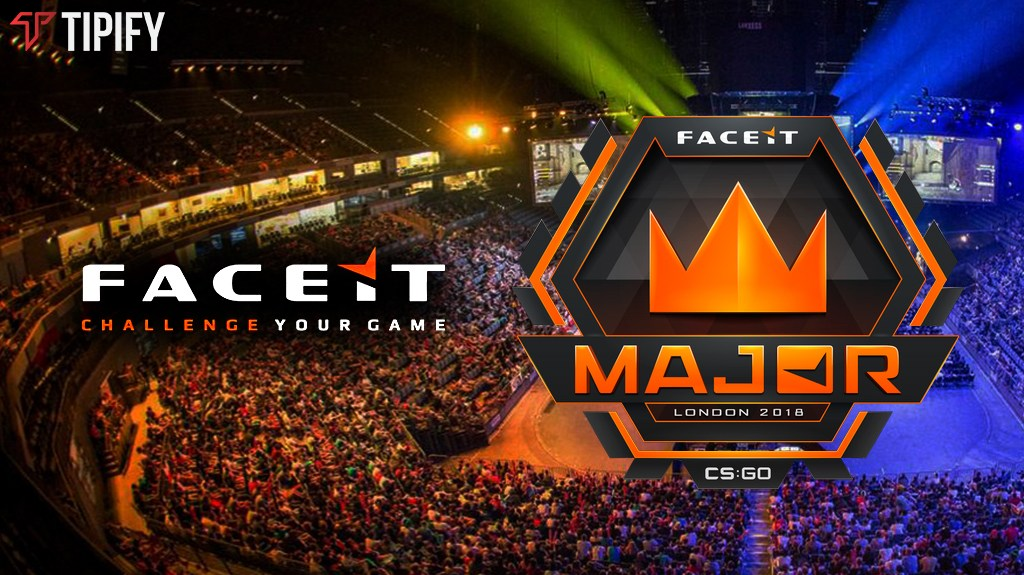 TIPIFY
FACEIT
CHALLENGE YOUR GAME
FACEIT
MAJOR
LONDON 2018
CS:GO